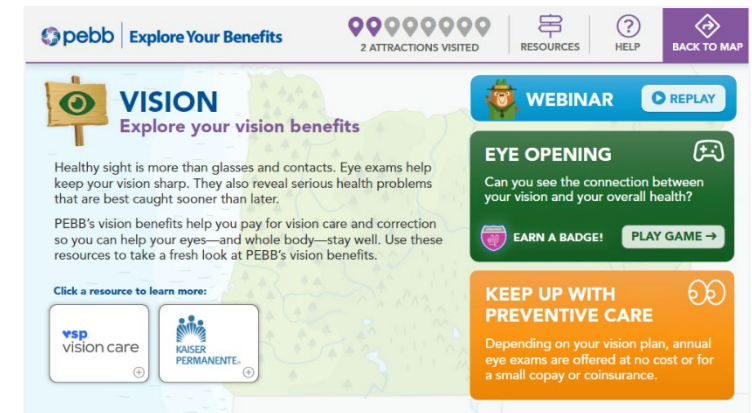 pebb Explore Your Benefits
2 ATTRACTIONS VISITED
RESOURCES
HELP
BACK TO MAP
VISION
Explore your vision benefits
Healthy sight is more than glasses and contacts. Eye exams help
keep your vision sharp. They also reveal serious health problems
that are best caught sooner than later.
PEBB's vision benefits help you pay for vision care and correction
so you can help your eyes—and whole body—stay well. Use these
resources to take a fresh look at PEBB's vision benefits.
Click a resource to learn more:
vsp
vision care
KAISER
PERMANENTE®
WEBINAR
REPLAY
EYE OPENING
Can you see the connection between
your vision and your overall health?
EARN A BADGE!
PLAY GAME →
KEEP UP WITH
PREVENTIVE CARE
Depending on your vision plan, annual
eye exams are offered at no cost or for
a small copay or coinsurance.